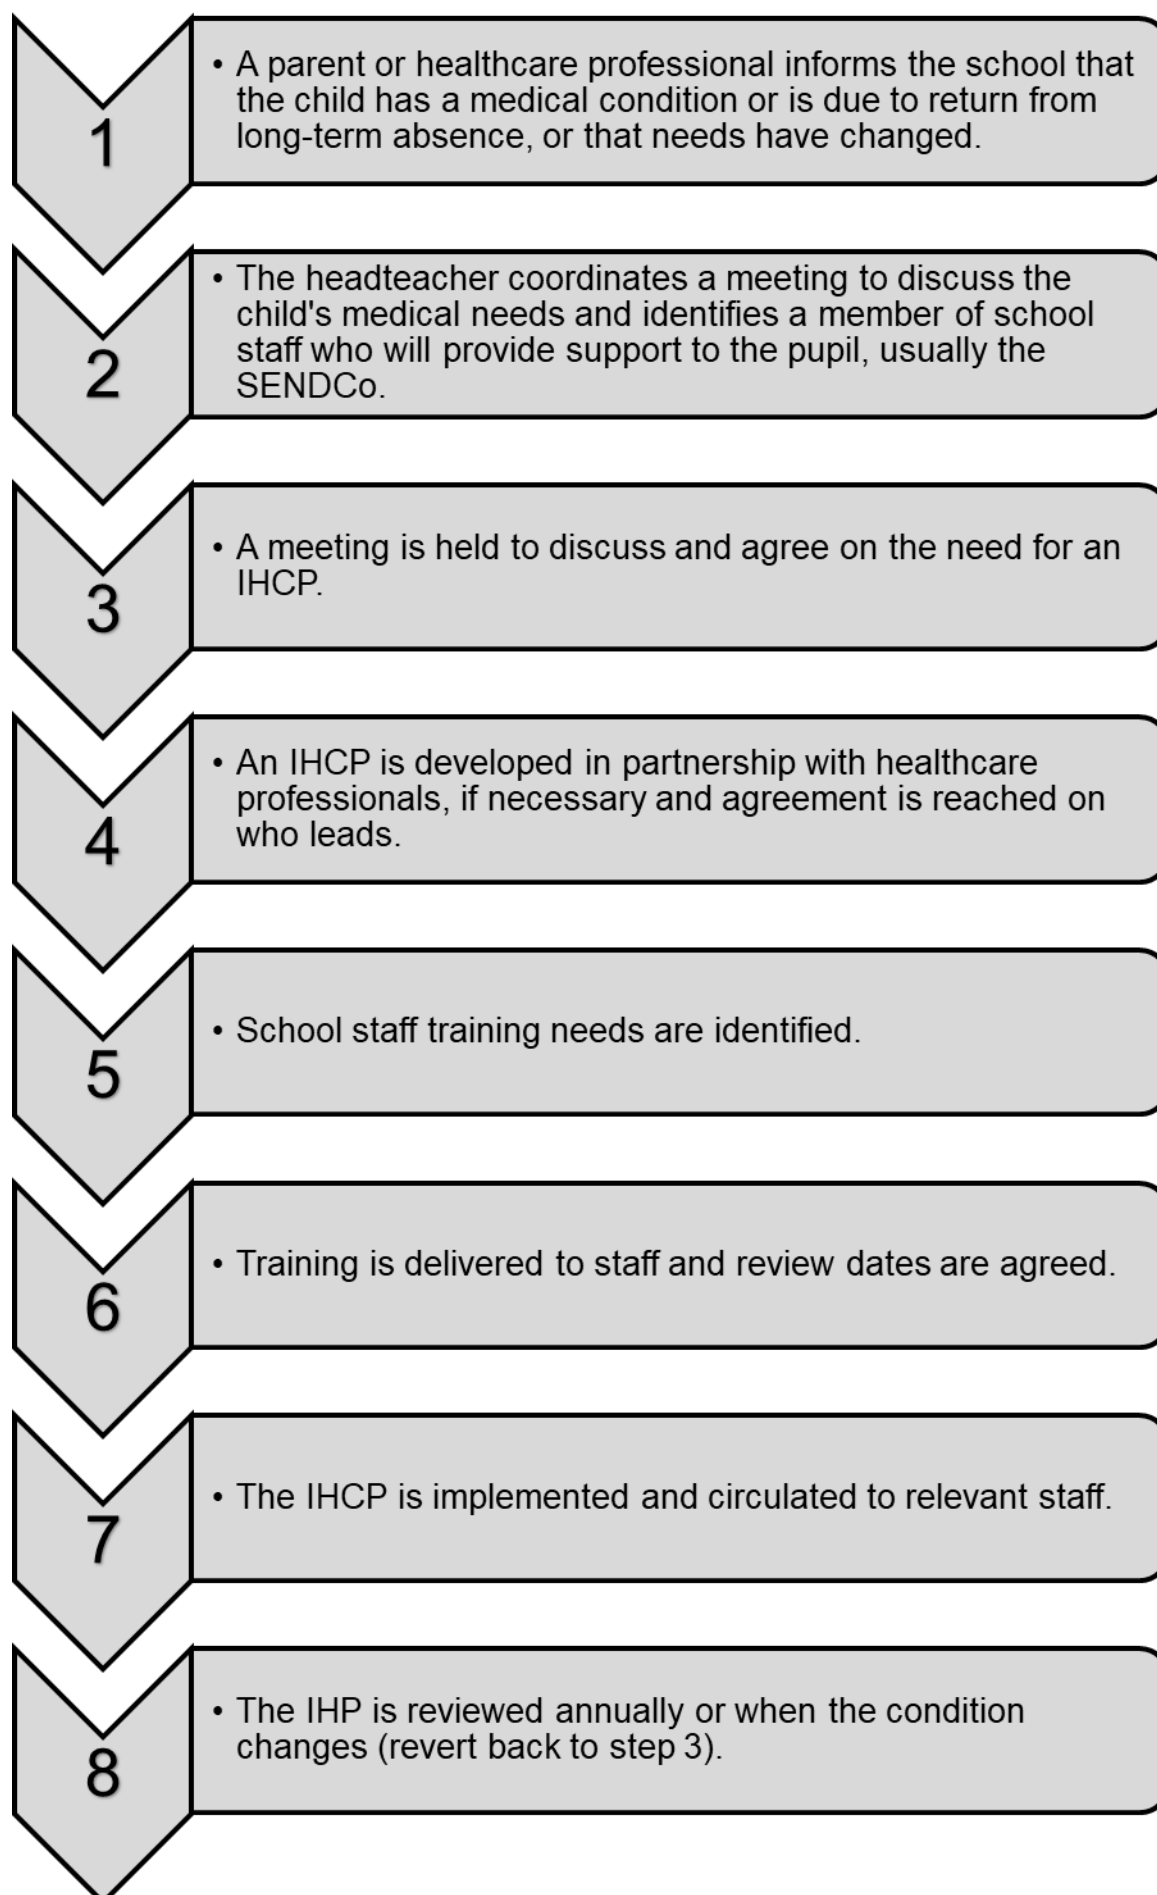 1
• A parent or healthcare professional informs the school that
the child has a medical condition or is due to return from
long-term absence, or that needs have changed.
2
• The headteacher coordinates a meeting to discuss the
child's medical needs and identifies a member of school
staff who will provide support to the pupil, usually the
SENDCo.
3
• A meeting is held to discuss and agree on the need for an
IHCP.
4
• An IHCP is developed in partnership with healthcare
professionals, if necessary and agreement is reached on
who leads.
5
• School staff training needs are identified.
6
• Training is delivered to staff and review dates are agreed.
7
• The IHCP is implemented and circulated to relevant staff.
8
• The IHP is reviewed annually or when the condition
changes (revert back to step 3).